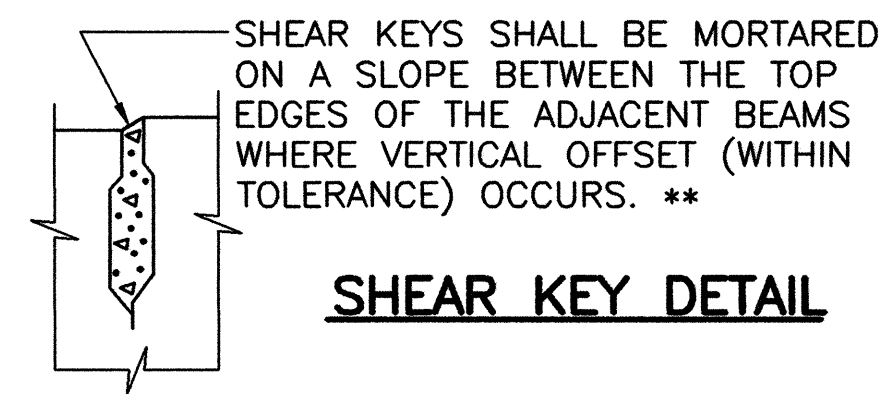 SHEAR KEYS SHALL BE MORTARED
ON A SLOPE BETWEEN THE TOP
EDGES OF THE ADJACENT BEAMS
WHERE VERTICAL OFFSET (WITHIN
TOLERANCE) OCCURS. **
SHEAR KEY DETAIL